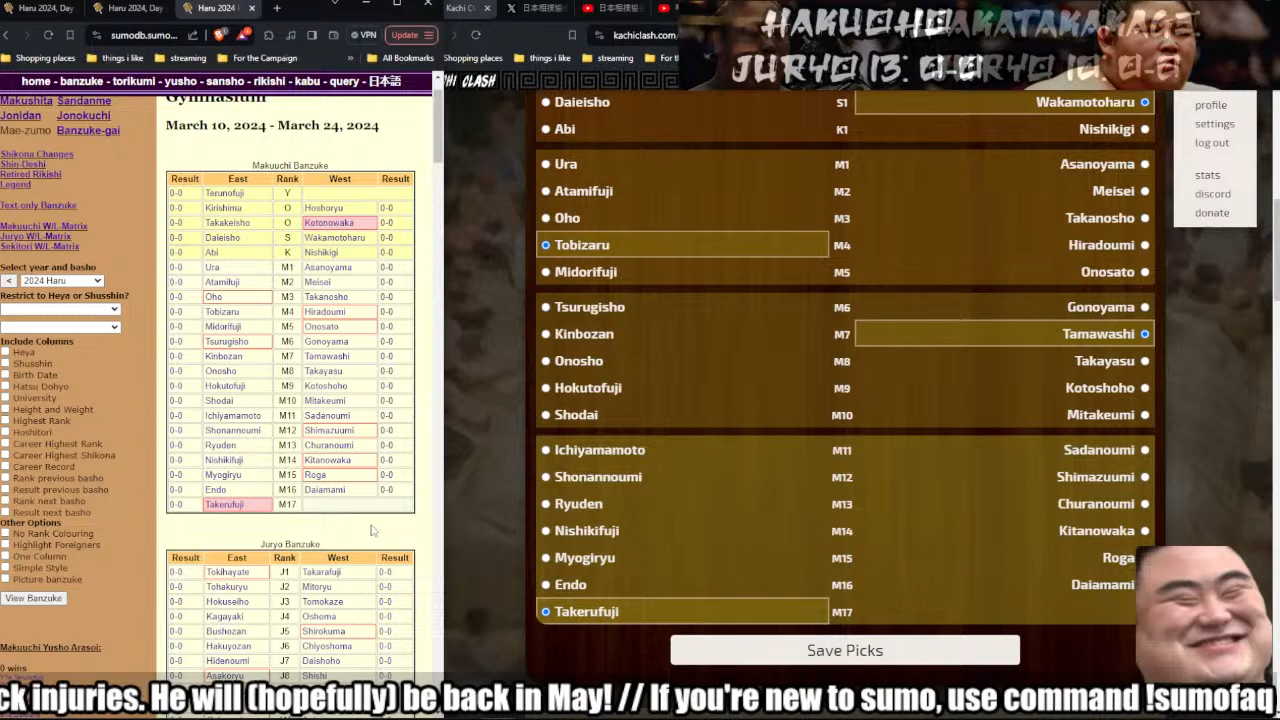 Haru 2024, Day
Haru 2024, Day
Haru 2024, Day
Kachi Cl
日本相撲協
日本相撲協
sumodb.sumo...
VPN
Update
kachiclash.com
Shopping places
things i like
streaming
For the Campaign
All Bookmarks
Shopping places
things i like
streaming
For the
home - banzuke - torikumi - yusho - sansho - rikishi - kabu - query - 日本語
HI CLASH
HAKUOHO
JURYO 13: 0-0
Makushita Sandanme
Jonidan Jonokuchi
Mae-zumo Banzuke-gai
Shikona Changes
Shin-Deshi
Retired Rikishi
Legend
Text-only Banzuke
Makuuchi W/L-Matrix
Juryo W/L-Matrix
Sekitori W/L-Matrix
Select year and basho
< 2024 Haru
Restrict to Heya or Shusshin?
Include Columns
Heya
Shusshin
Birth Date
Hatsu Dohyo
University
Height and Weight
Highest Rank
Hoshitori
Career Highest Rank
Career Highest Shikona
Career Record
Rank previous basho
Result previous basho
Rank next basho
Result next basho
Other Options
No Rank Colouring
Highlight Foreigners
One Column
Simple Style
Picture banzuke
View Banzuke
Makuuchi Yusho Arasoi:
0 wins
Gymnasium
March 10, 2024 - March 24, 2024
Makuuchi Banzuke
Result East Rank West Result
0-0 Terunofuji Y
0-0 Kirishima O Hoshoryu 0-0
0-0 Takakeisho O Kotonowaka 0-0
0-0 Daieisho S Wakamotoharu 0-0
0-0 Abi K Nishikigi 0-0
0-0 Ura M1 Asanoyama 0-0
0-0 Atamifuji M2 Meisei 0-0
0-0 Oho M3 Takanosho 0-0
0-0 Tobizaru M4 Hiradoumi 0-0
0-0 Midorifuji M5 Onosato 0-0
0-0 Tsurugisho M6 Gonoyama 0-0
0-0 Kinbozan M7 Tamawashi 0-0
0-0 Onosho M8 Takayasu 0-0
0-0 Hokutofuji M9 Kotoshoho 0-0
0-0 Shodai M10 Mitakeumi 0-0
0-0 Ichiyamamoto M11 Sadanoumi 0-0
0-0 Shonannoumi M12 Shimazuumi 0-0
0-0 Ryuden M13 Churanoumi 0-0
0-0 Nishikifuji M14 Kitanowaka 0-0
0-0 Myogiryu M15 Roga 0-0
0-0 Endo M16 Daiamami 0-0
0-0 Takerufuji M17
Juryo Banzuke
Result East Rank West Result
0-0 Tokihayate J1 Takarafuji 0-0
0-0 Tohakuryu J2 Mitoryu 0-0
0-0 Hokuseiho J3 Tomokaze 0-0
0-0 Kagayaki J4 Oshoma 0-0
0-0 Bushozan J5 Shirokuma 0-0
0-0 Hakuyozan J6 Chiyoshoma 0-0
0-0 Hidenoumi J7 Daishoho 0-0
0-0 Asakoryu J8 Shishi 0-0
Daieisho S1 Wakamotoharu
Abi K1 Nishikigi
Ura M1 Asanoyama
Atamifuji M2 Meisei
Oho M3 Takanosho
Tobizaru M4 Hiradoumi
Midorifuji M5 Onosato
Tsurugisho M6 Gonoyama
Kinbozan M7 Tamawashi
Onosho M8 Takayasu
Hokutofuji M9 Kotoshoho
Shodai M10 Mitakeumi
Ichiyamamoto M11 Sadanoumi
Shonannoumi M12 Shimazuumi
Ryuden M13 Churanoumi
Nishikifuji M14 Kitanowaka
Myogiryu M15 Roga
Endo M16 Daiamami
Takerufuji M17
Save Picks
profile
settings
log out
stats
discord
donate
ck injuries. He will (hopefully) be back in May! // If you're new to sumo, use command !sumofaq